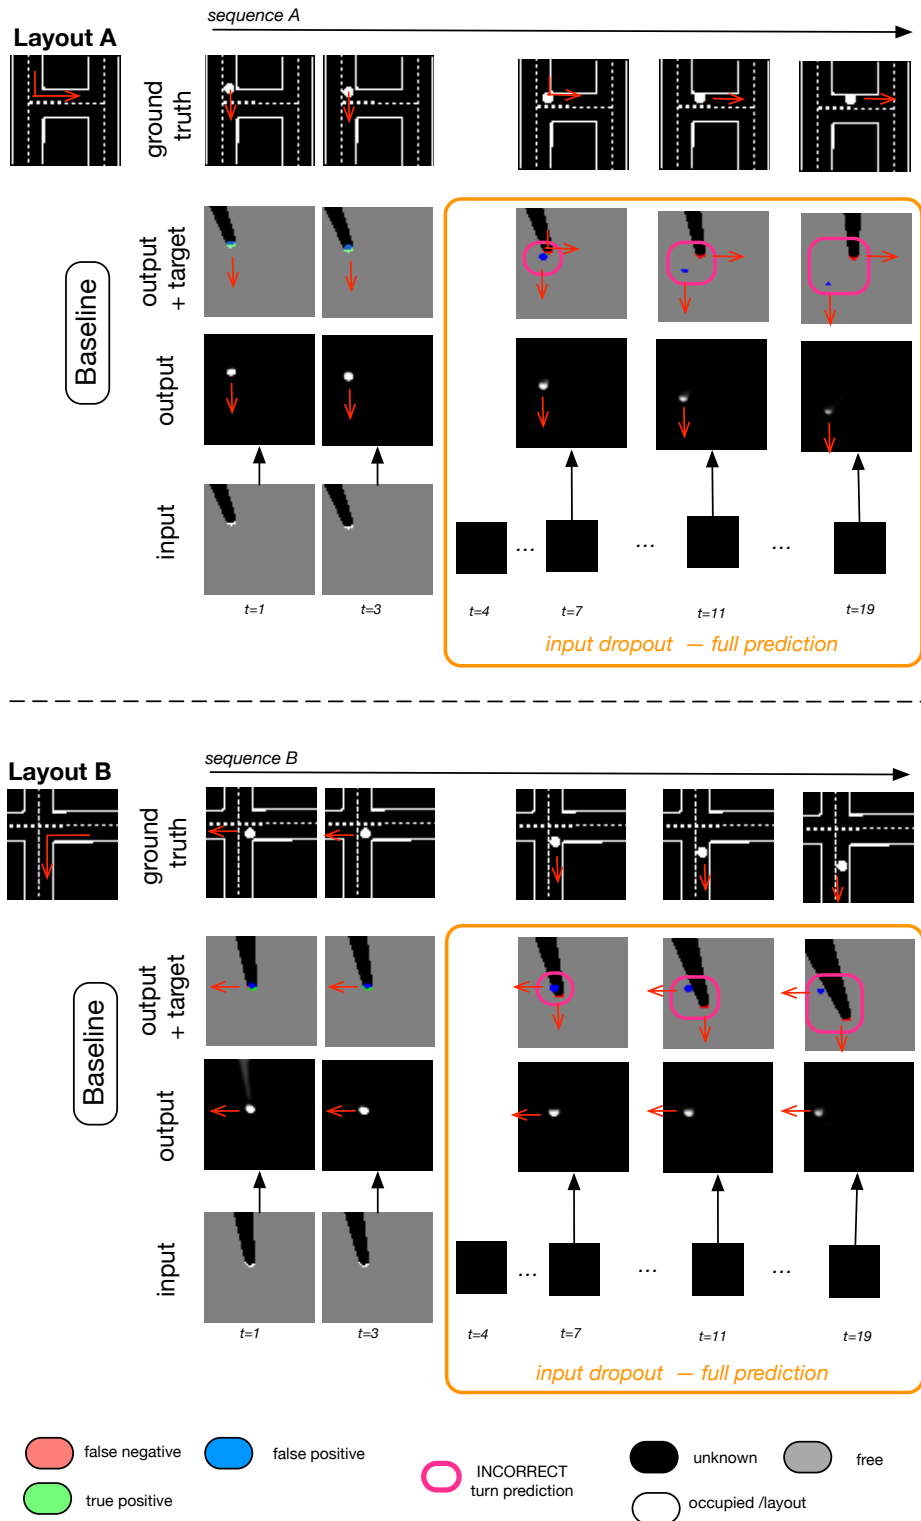 sequence A
Layout A
ground
truth
output
+ target
Baseline
output
input
... ... ...
t=1 t=3 t=4 t=7 t=11 t=19
input dropout — full prediction
sequence B
Layout B
ground
truth
output
+ target
Baseline
output
input
... ... ...
t=1 t=3 t=4 t=7 t=11 t=19
input dropout — full prediction
false negative
false positive
true positive
INCORRECT
turn prediction
unknown
free
occupied /layout